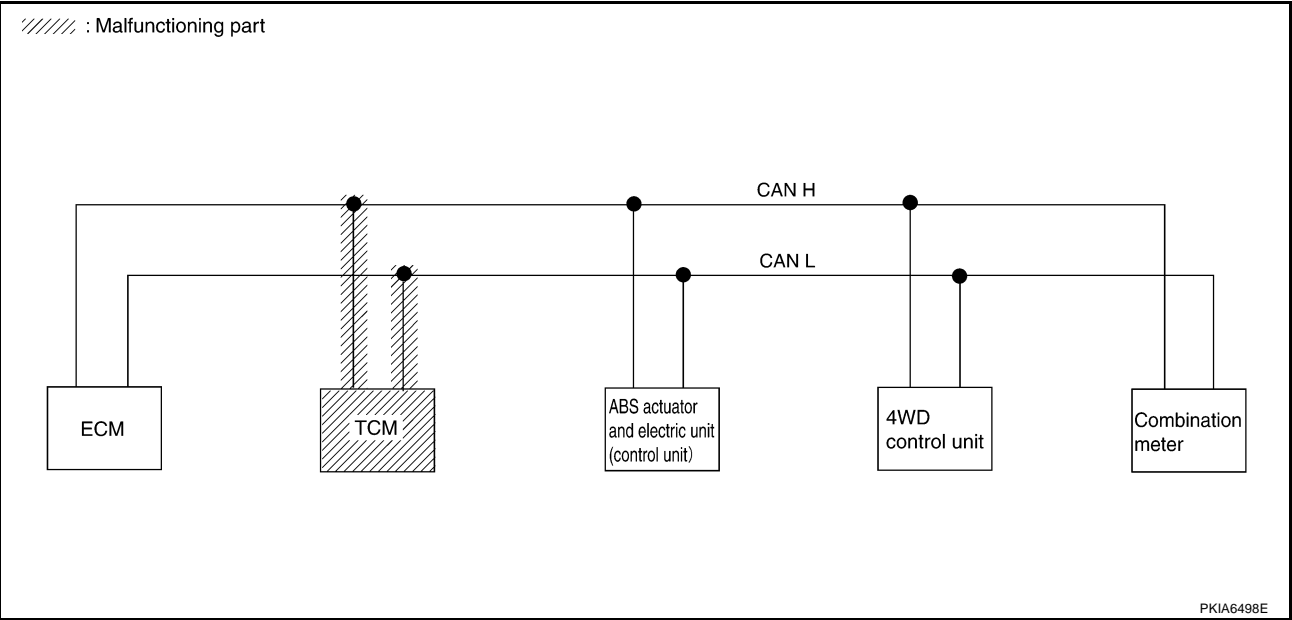 : Malfunctioning part
CAN H
CAN L
ECM
TCM
ABS actuator
and electric unit
(control unit)
4WD
control unit
Combination
meter
PKIA6498E